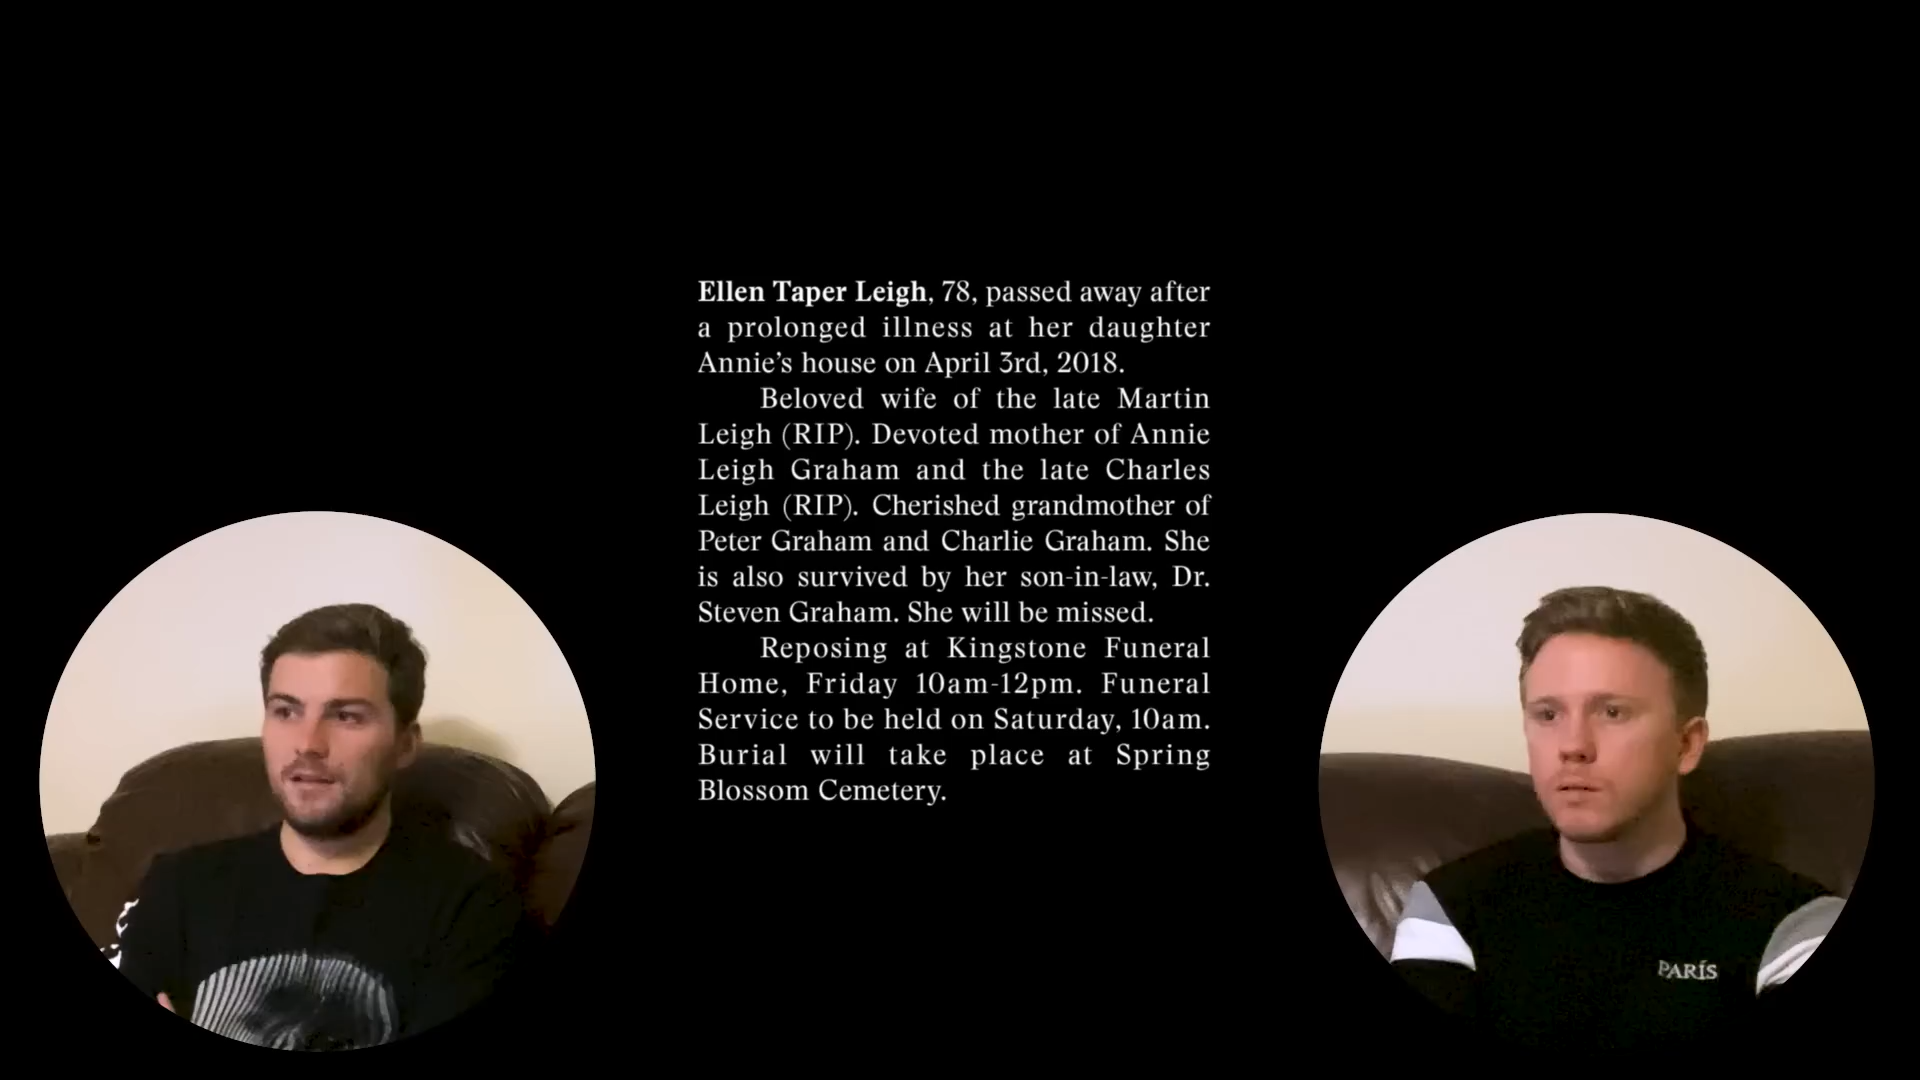 Ellen Taper Leigh, 78, passed away after
a prolonged illness at her daughter
Annie’s house on April 3rd, 2018.
Beloved wife of the late Martin
Leigh (RIP). Devoted mother of Annie
Leigh Graham and the late Charles
Leigh (RIP). Cherished grandmother of
Peter Graham and Charlie Graham. She
is also survived by her son-in-law, Dr.
Steven Graham. She will be missed.
Reposing at Kingstone Funeral
Home, Friday 10am-12pm. Funeral
Service to be held on Saturday, 10am.
Burial will take place at Spring
Blossom Cemetery.
PARÍS